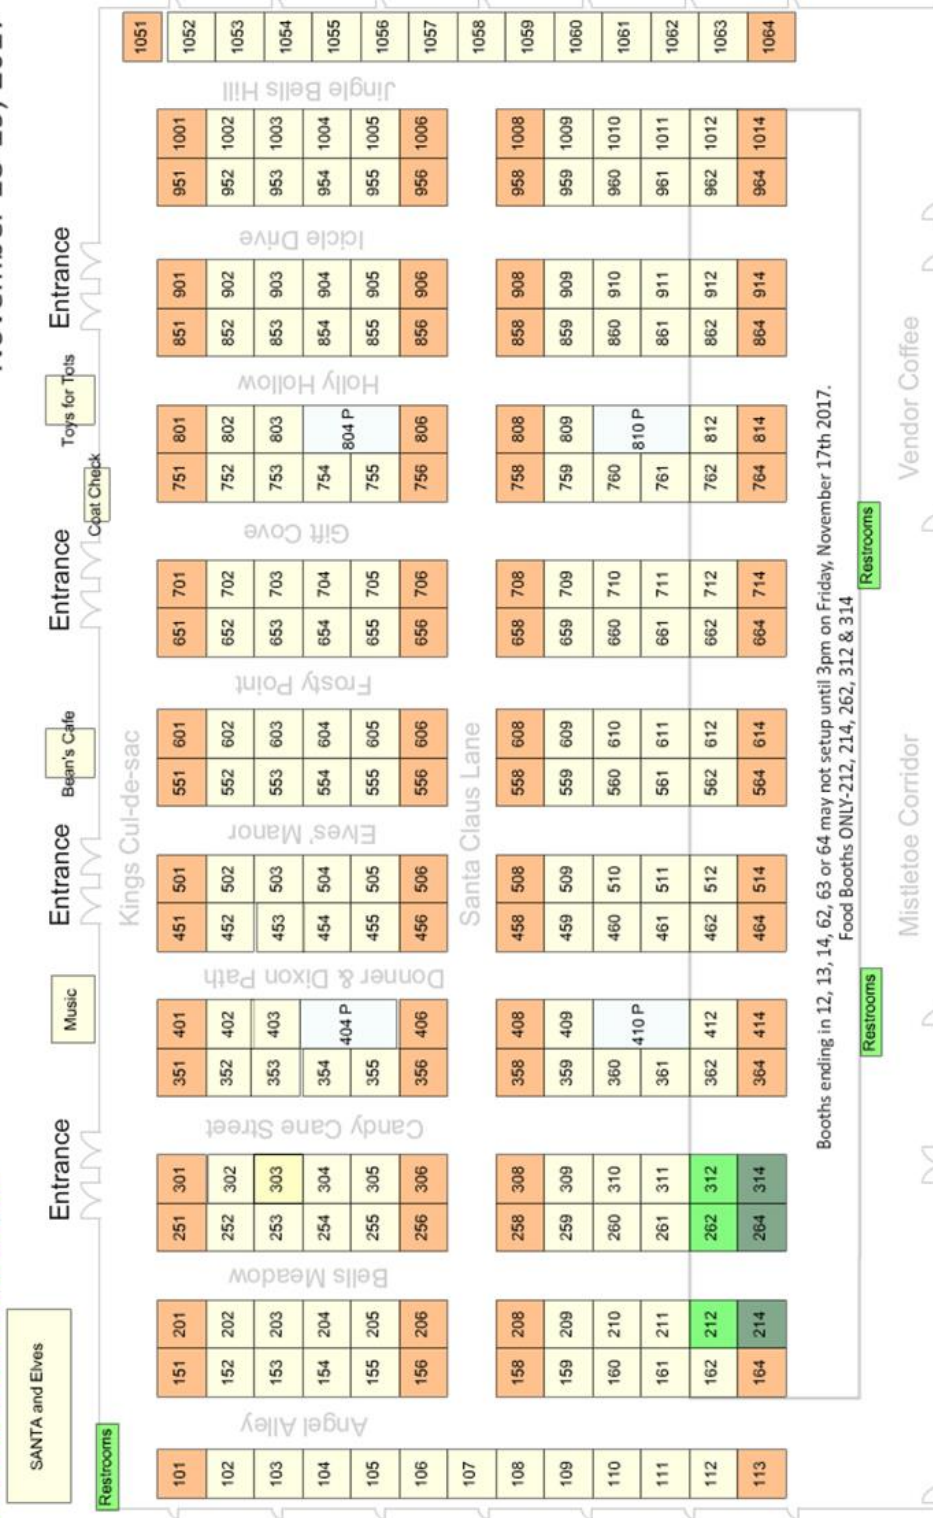 SANTA and Elves
Entrance Music Entrance Bean's Cafe Entrance Toys for Tots Entrance
Coat Check
Restrooms
Kings Cul-de-sac
1051
101 151 201 251 301 351 401 451 501 551 601 651 701 751 801 851 901 951 1001 1052
102 152 202 252 302 352 402 452 502 552 602 652 702 752 802 852 902 952 1002 1053
103 153 203 253 303 353 403 453 503 553 603 653 703 753 803 853 903 953 1003 1054
104 154 204 254 304 354 404 P 454 504 554 604 654 704 754 804 P 854 904 954 1004 1055
105 155 205 255 305 355 455 505 555 605 655 705 755 855 905 955 1005 1056
106 156 206 256 306 356 406 456 506 556 606 656 706 756 806 856 906 956 1006 1057
Angel Alley
Bells Meadow
Candy Cane Street
Donner & Dixon Path
Elves' Manor
Frosty Point
Gift Cove
Holly Hollow
Icicle Drive
Jingle Bells Hill
107 Santa Claus Lane 1058
108 158 208 258 308 358 408 458 508 558 608 658 708 758 808 858 908 958 1008 1059
109 159 209 259 309 359 409 459 509 559 609 659 709 759 809 859 909 959 1009 1060
110 160 210 260 310 360 410 P 460 510 560 610 660 710 760 810 P 860 910 960 1010 1061
111 161 211 261 311 361 461 511 561 611 661 711 761 861 911 961 1011 1062
112 162 212 262 312 362 412 462 512 562 612 662 712 762 812 862 912 962 1012 1063
113 164 214 264 314 364 414 464 514 564 614 664 714 764 814 864 914 964 1014 1064
Booths ending in 12, 13, 14, 62, 63 or 64 may not setup until 3pm on Friday, November 17th 2017.
Food Booths ONLY-212, 214, 262, 312 & 314
Restrooms Restrooms
Mistletoe Corridor Vendor Coffee